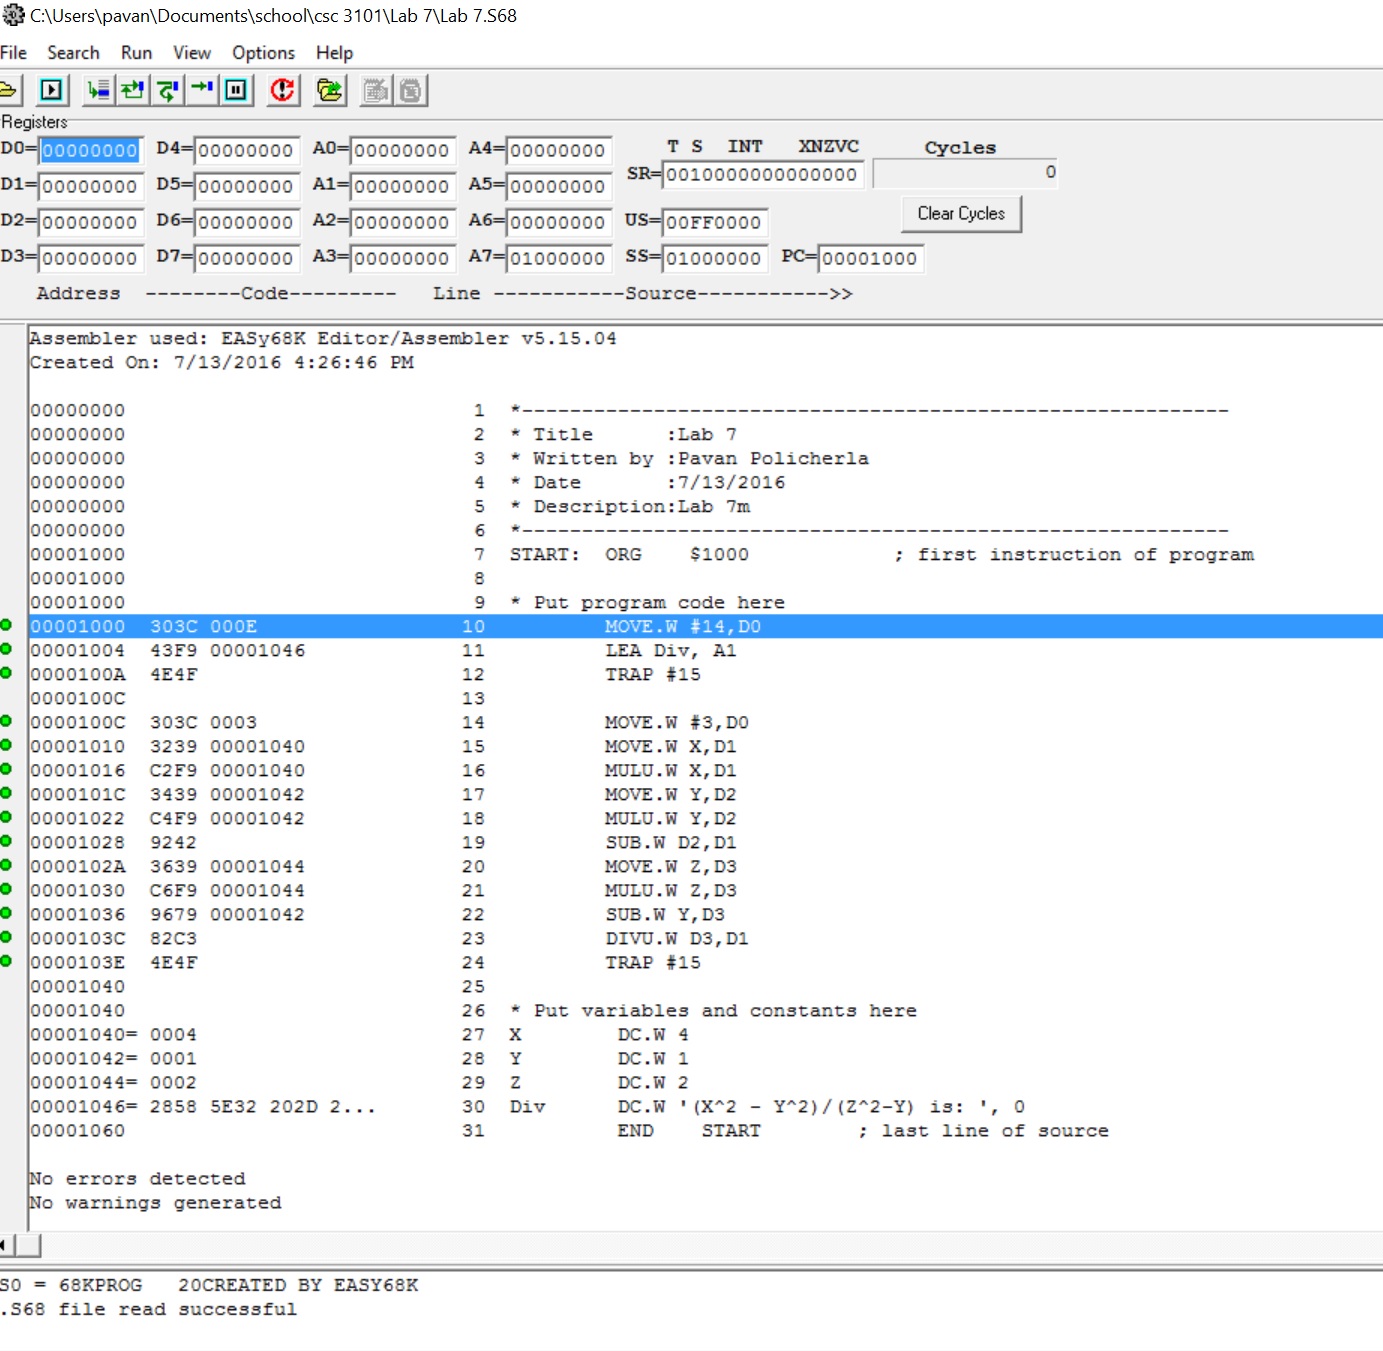 C:\Users\pavan\Documents\school\csc 3101\Lab 7\Lab 7.S68
File Search Run View Options Help
Registers
D0=00000000 D4=00000000 A0=00000000 A4=00000000 T S INT XNZVC Cycles
D1=00000000 D5=00000000 A1=00000000 A5=00000000 SR=0010000000000000 0
D2=00000000 D6=00000000 A2=00000000 A6=00000000 US=00FF0000 Clear Cycles
D3=00000000 D7=00000000 A3=00000000 A7=01000000 SS=01000000 PC=00001000
Address --------Code--------- Line -----------Source----------->>
Assembler used: EASy68K Editor/Assembler v5.15.04
Created On: 7/13/2016 4:26:46 PM
00000000 1 *-----------------------------------------------------------
00000000 2 * Title :Lab 7
00000000 3 * Written by :Pavan Policherla
00000000 4 * Date :7/13/2016
00000000 5 * Description:Lab 7m
00000000 6 *-----------------------------------------------------------
00001000 7 START: ORG $1000 ; first instruction of program
00001000 8
00001000 9 * Put program code here
00001000 303C 000E 10 MOVE.W #14,D0
00001004 43F9 00001046 11 LEA Div, A1
0000100A 4E4F 12 TRAP #15
0000100C 13
0000100C 303C 0003 14 MOVE.W #3,D0
00001010 3239 00001040 15 MOVE.W X,D1
00001016 C2F9 00001040 16 MULU.W X,D1
0000101C 3439 00001042 17 MOVE.W Y,D2
00001022 C4F9 00001042 18 MULU.W Y,D2
00001028 9242 19 SUB.W D2,D1
0000102A 3639 00001044 20 MOVE.W Z,D3
00001030 C6F9 00001044 21 MULU.W Z,D3
00001036 9679 00001042 22 SUB.W Y,D3
0000103C 82C3 23 DIVU.W D3,D1
0000103E 4E4F 24 TRAP #15
00001040 25
00001040 26 * Put variables and constants here
00001040= 0004 27 X DC.W 4
00001042= 0001 28 Y DC.W 1
00001044= 0002 29 Z DC.W 2
00001046= 2858 5E32 202D 2... 30 Div DC.W '(X^2 - Y^2)/(Z^2-Y) is: ', 0
00001060 31 END START ; last line of source
No errors detected
No warnings generated
S0 = 68KPROG 20CREATED BY EASY68K
.S68 file read successful